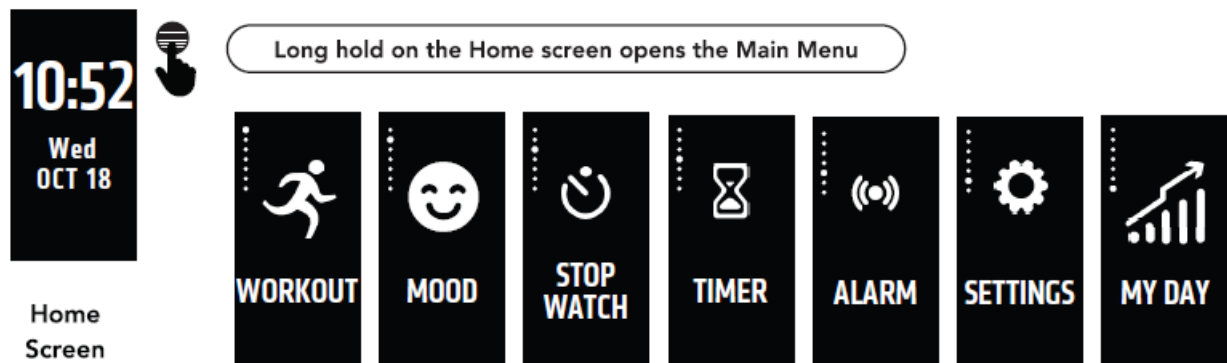 Long hold on the Home screen opens the Main Menu
10:52
Wed
OCT 18
Home
Screen
WORKOUT
MOOD
STOP
WATCH
TIMER
ALARM
SETTINGS
MY DAY